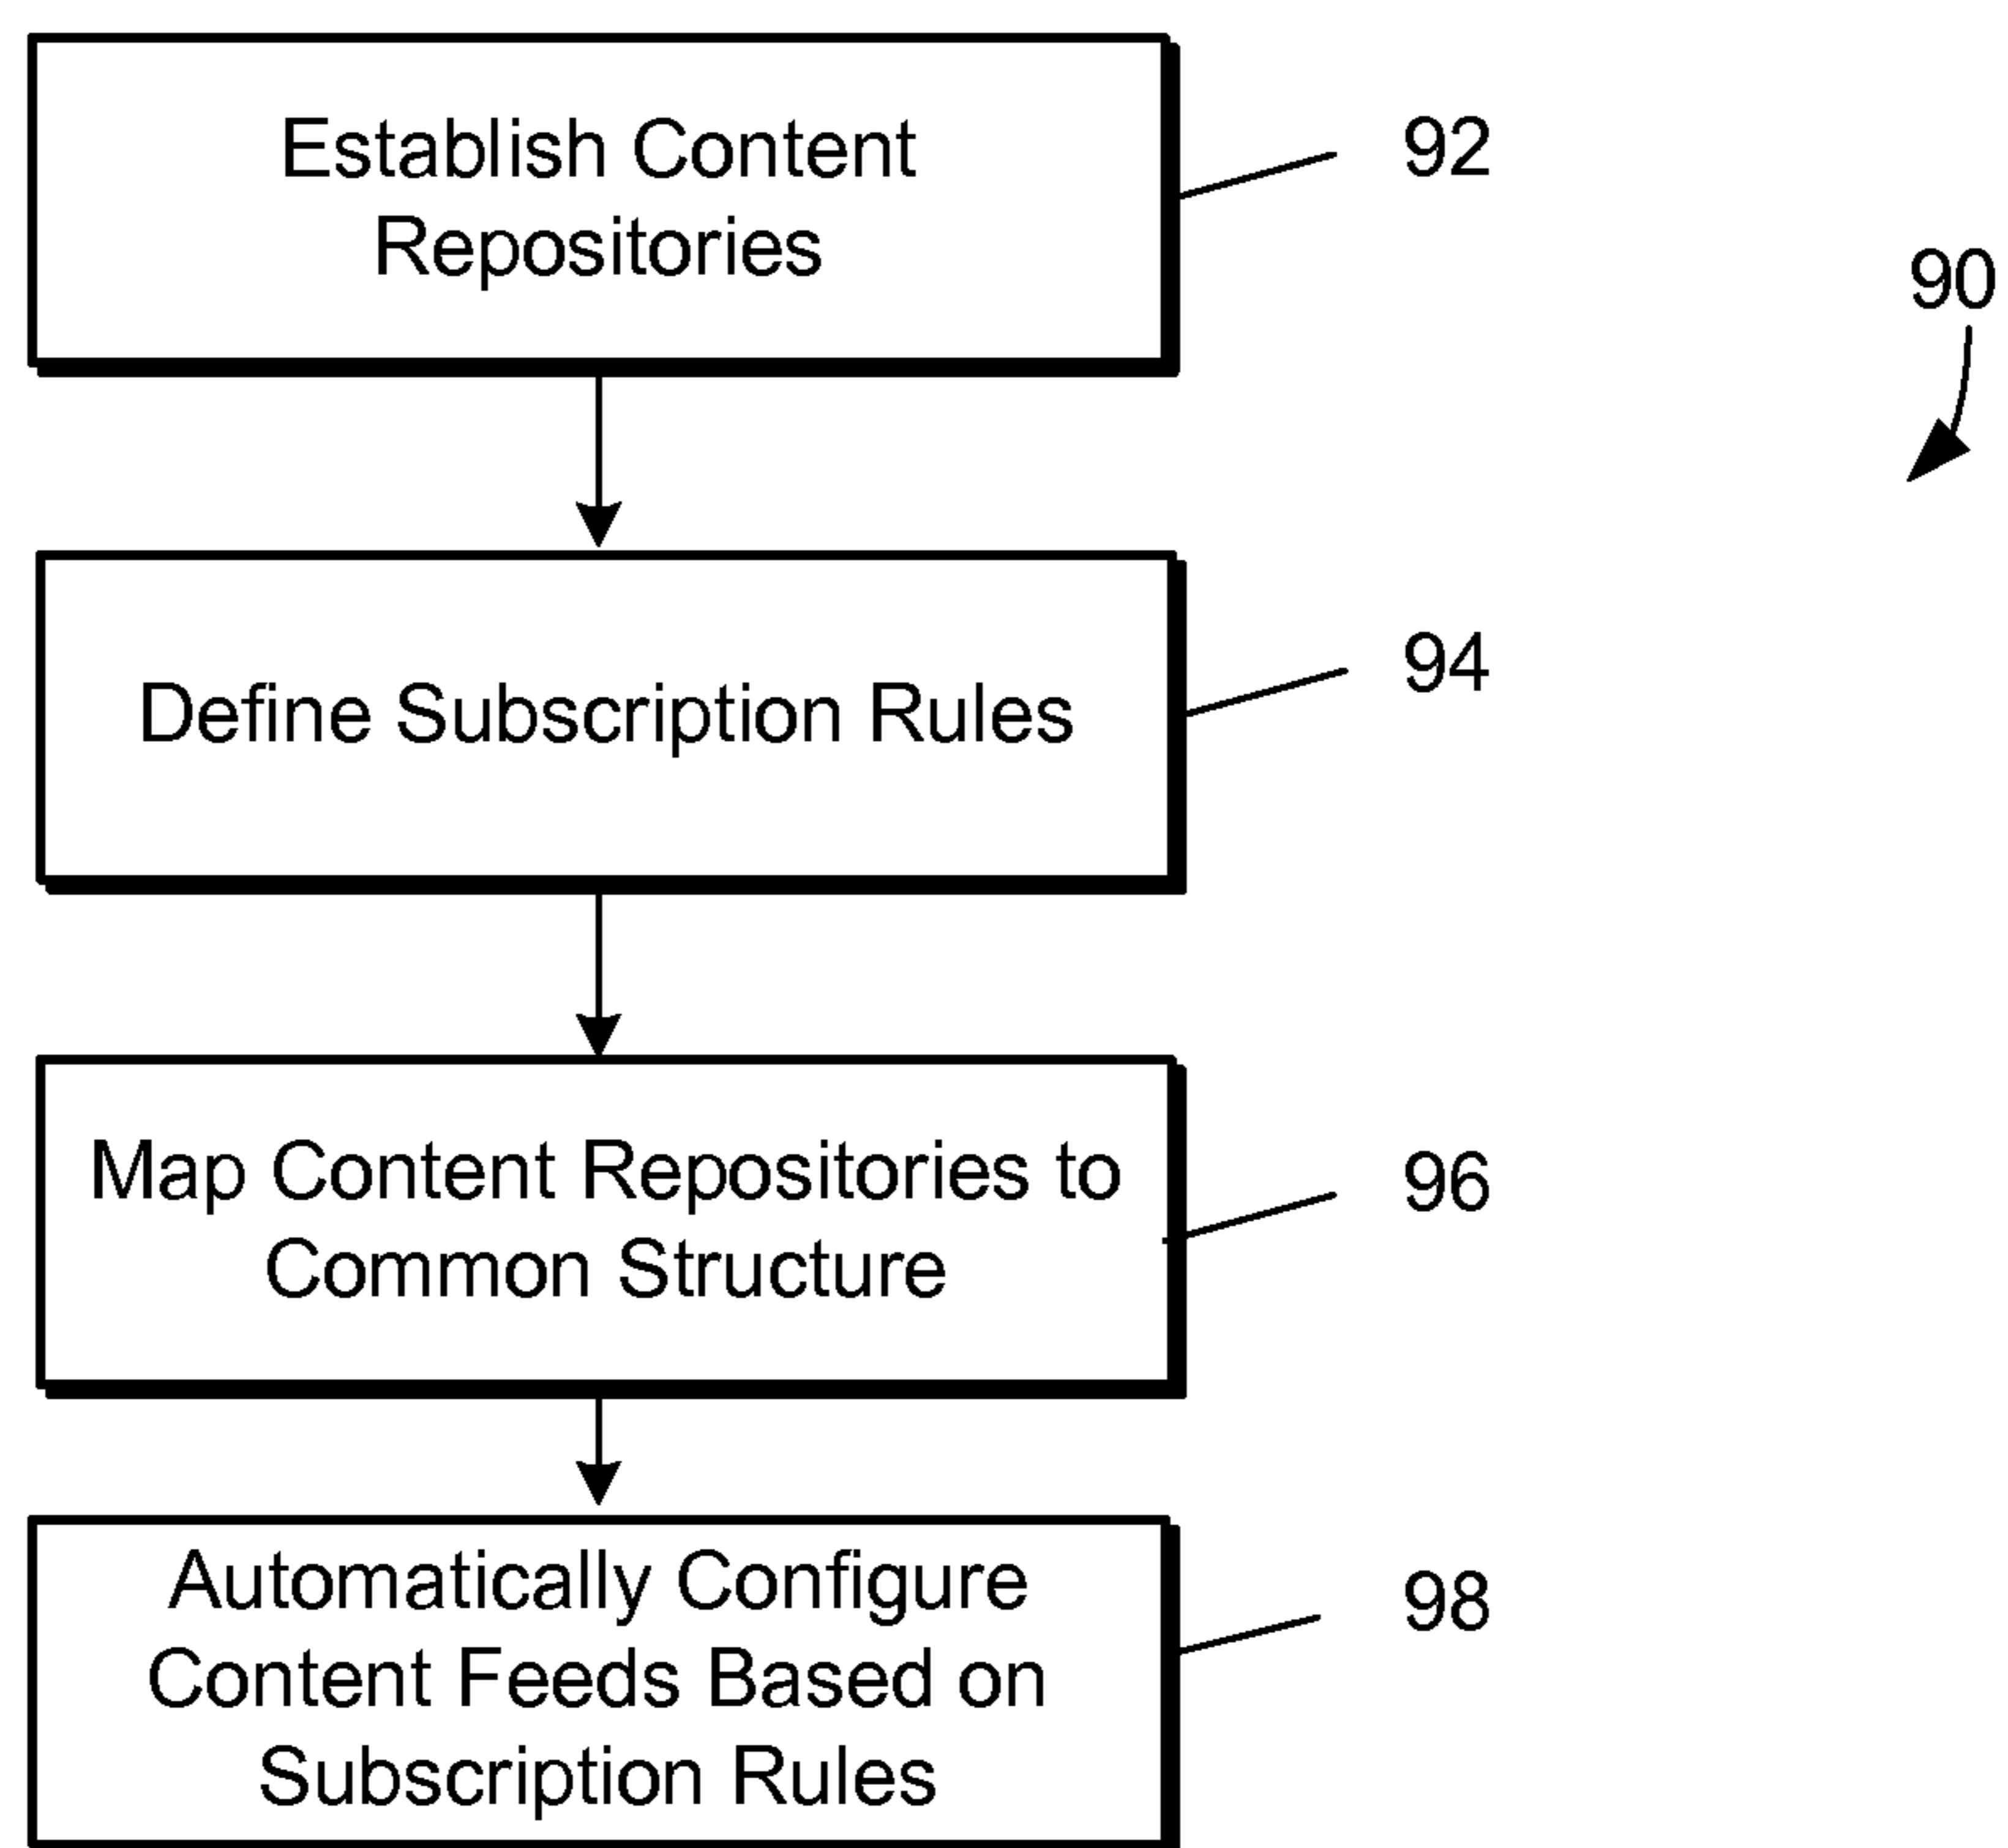 Establish Content
Repositories
92
90
Define Subscription Rules
94
Map Content Repositories to
Common Structure
96
Automatically Configure
Content Feeds Based on
Subscription Rules
98